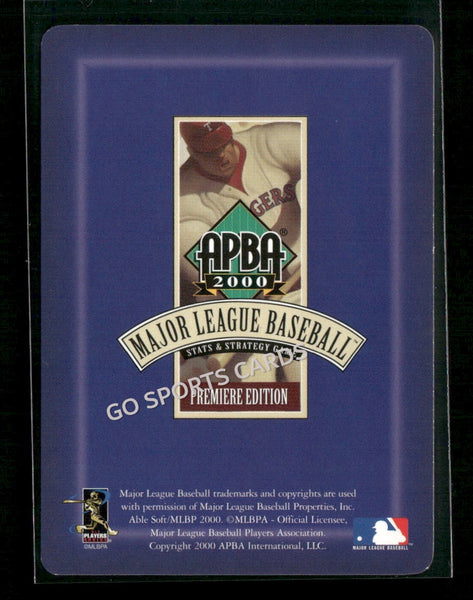 T
GERS
APBA®
2000
MAJOR LEAGUE BASEBALL™
STATS & STRATEGY GAME
GO SPORTS CARDS
PREMIERE EDITION
Major League Baseball trademarks and copyrights are used
with permission of Major League Baseball Properties, Inc.
Able Soft/MLBP 2000. ©MLBPA - Official Licensee,
Major League Baseball Players Association.
Copyright 2000 APBA International, LLC.
PLAYERS
CHOICE
©MLBPA
MAJOR LEAGUE BASEBALL